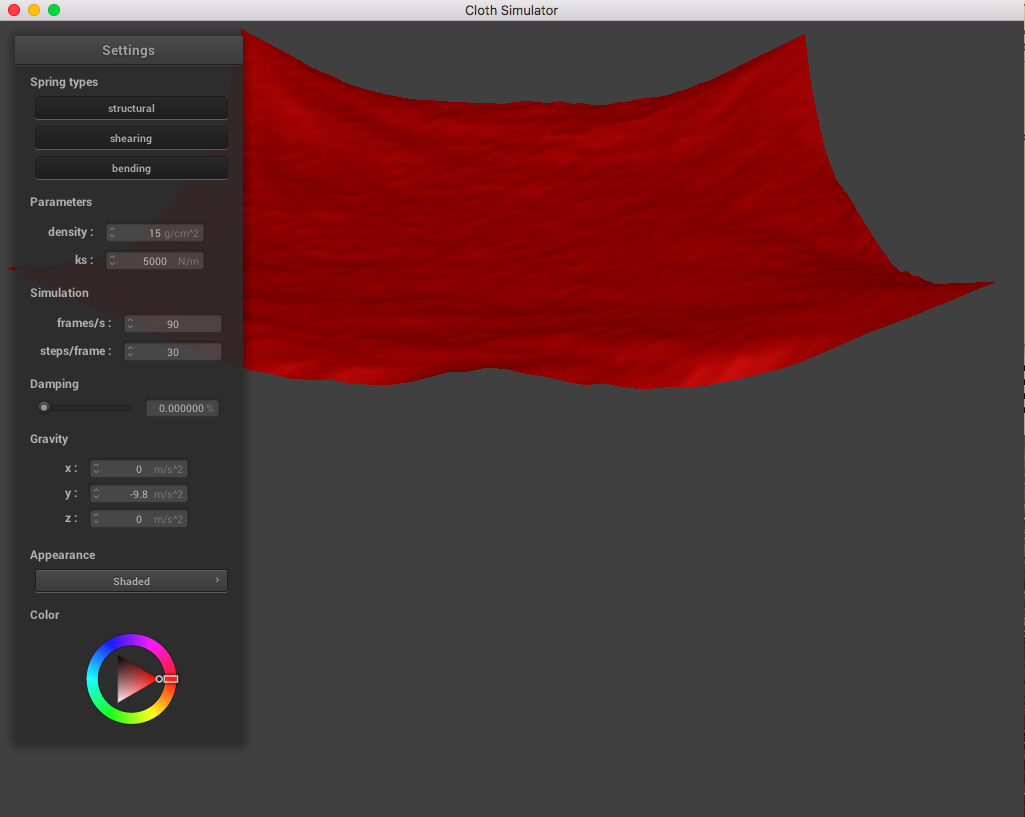 Cloth Simulator
Settings
Spring types
structural
shearing
bending
Parameters
density : 15 g/cm^2
ks : 5000 N/m
Simulation
frames/s : 90
steps/frame : 30
Damping
0.000000 %
Gravity
x : 0 m/s^2
y : -9.8 m/s^2
z : 0 m/s^2
Appearance
Shaded ›
Color